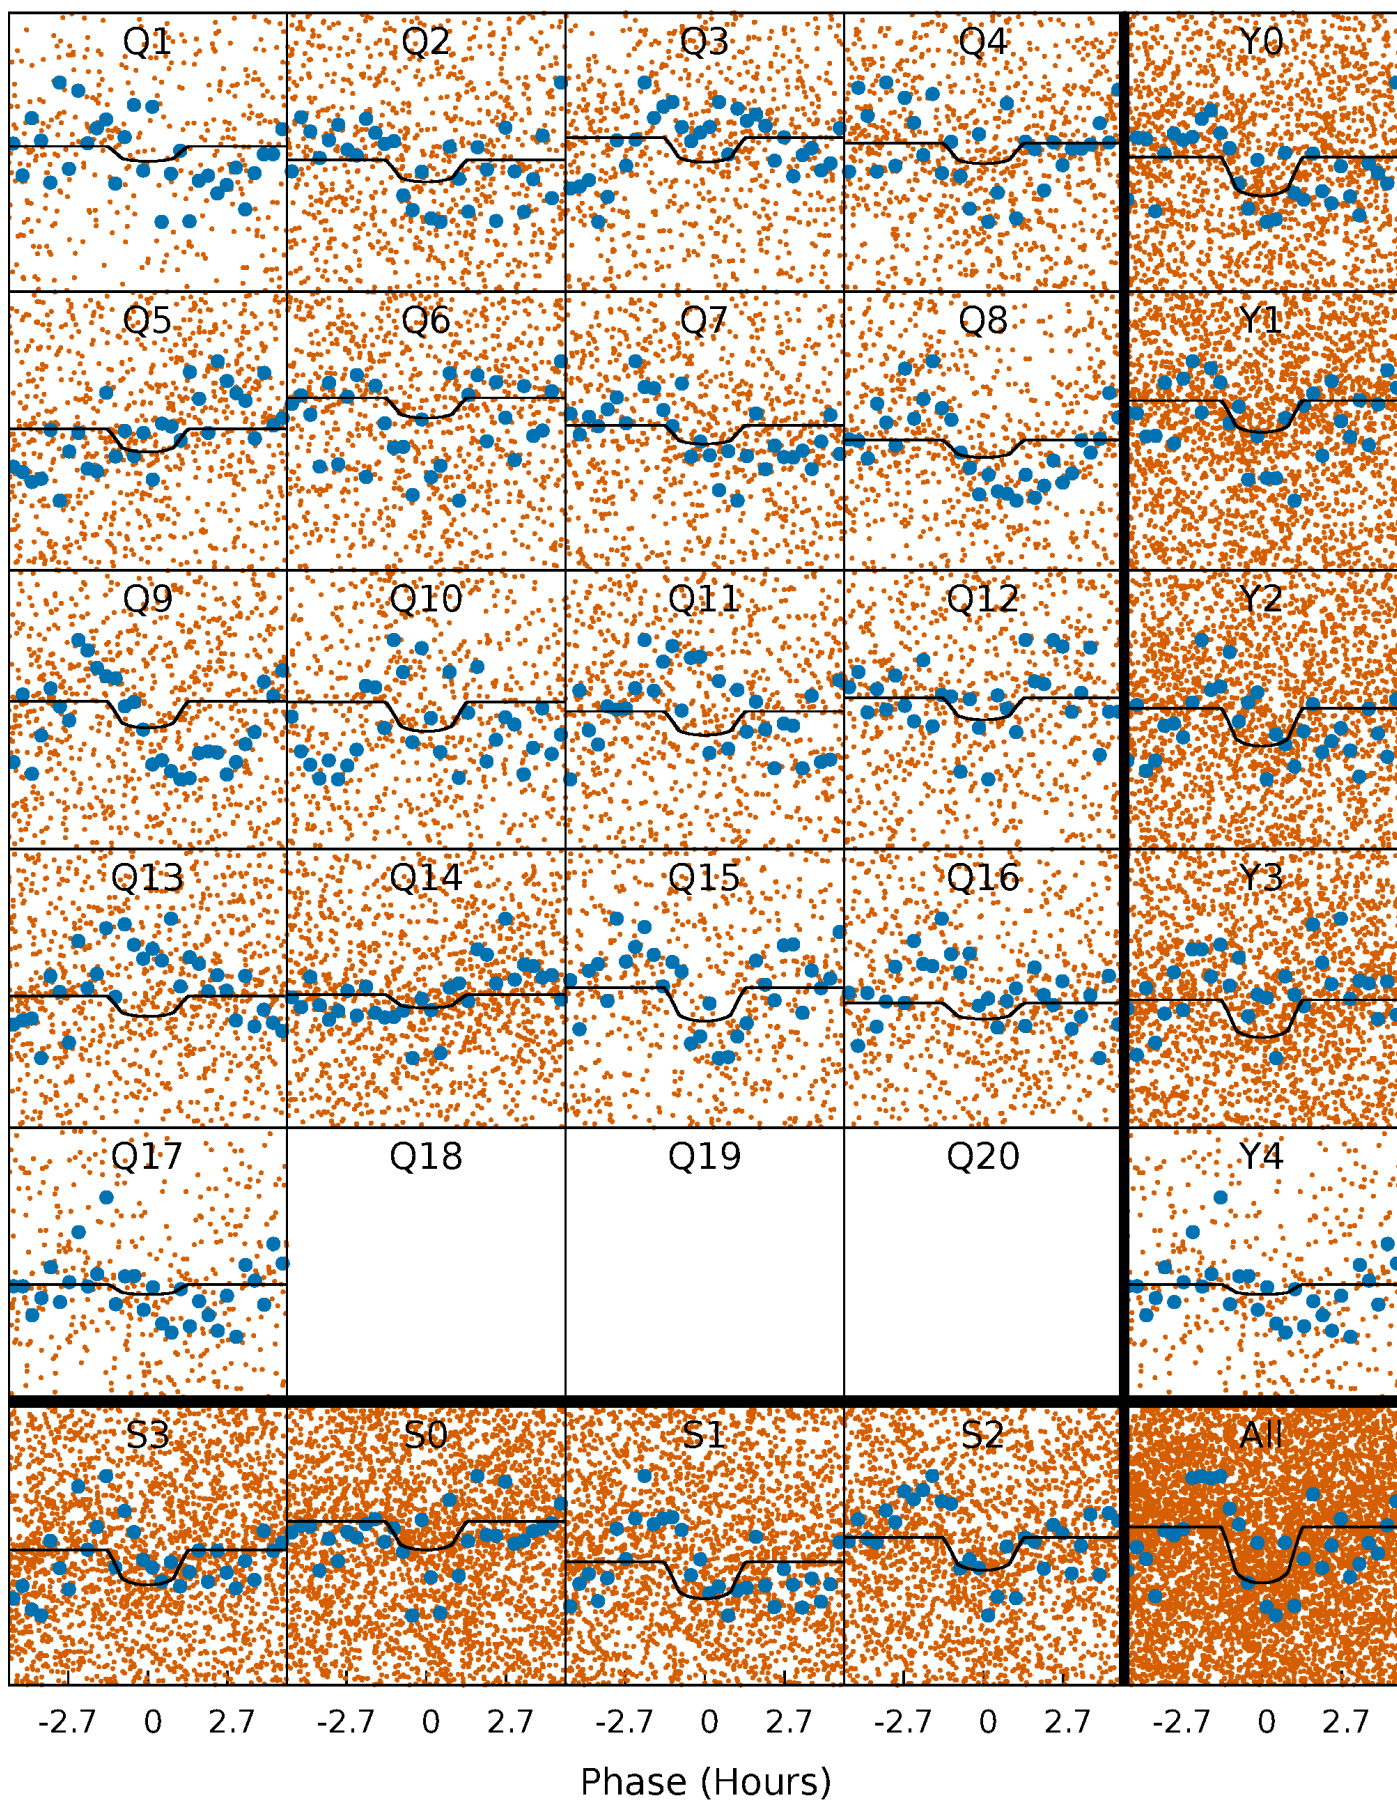 Q1 Q2 Q3 Q4 Y0
Q5 Q6 Q7 Q8 Y1
Q9 Q10 Q11 Q12 Y2
Q13 Q14 Q15 Q16 Y3
Q17 Q18 Q19 Q20 Y4
S3 S0 S1 S2 All
-2.7 0 2.7 -2.7 0 2.7 -2.7 0 2.7 -2.7 0 2.7 -2.7 0 2.7
Phase (Hours)